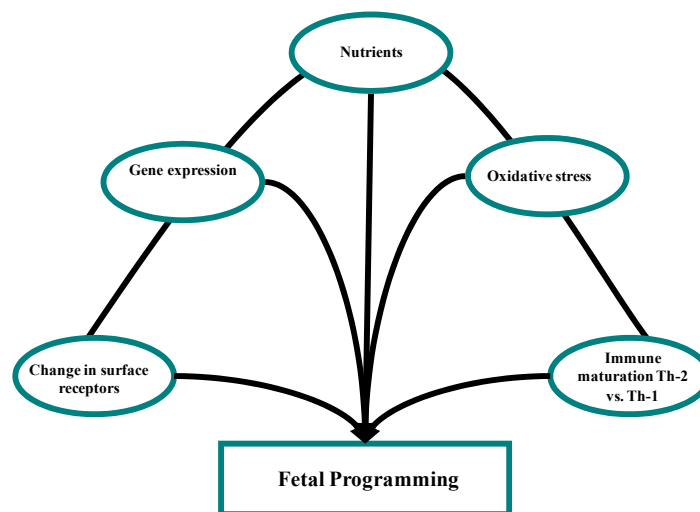 Nutrients
Gene expression
Oxidative stress
Change in surface
receptors
Immune
maturation Th-2
vs. Th-1
Fetal Programming